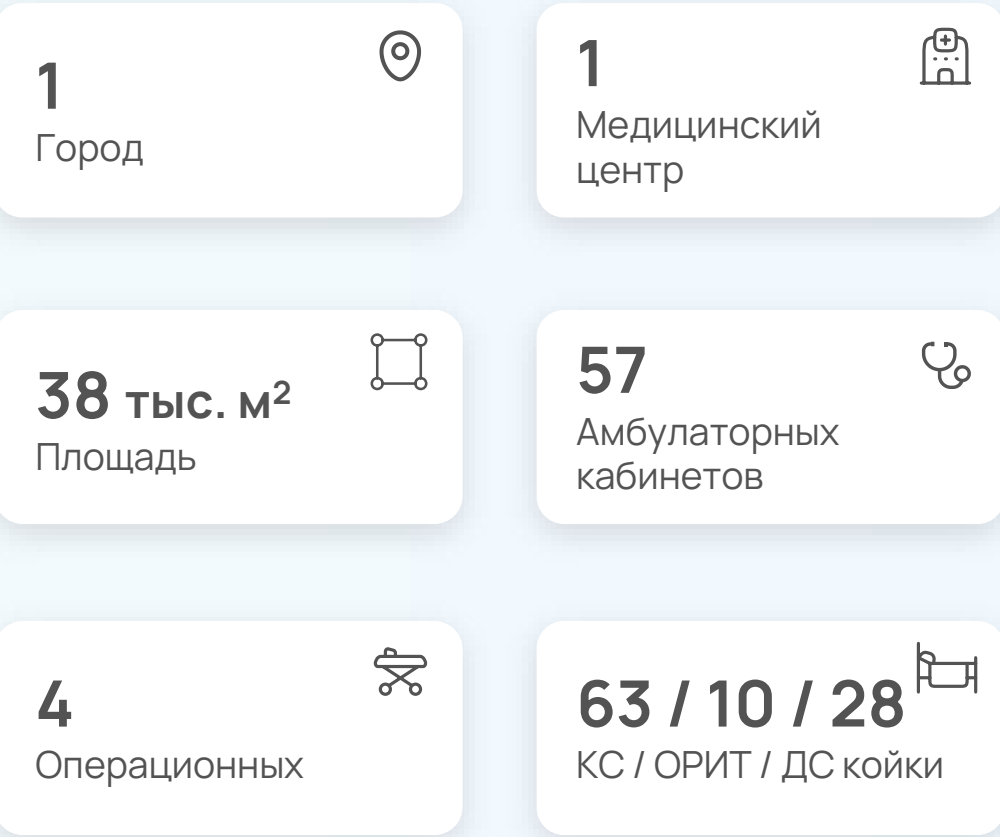 1
Город
1
Медицинский
центр
38 тыс. м²
Площадь
57
Амбулаторных
кабинетов
4
Операционных
63 / 10 / 28
КС / ОРИТ / ДС койки